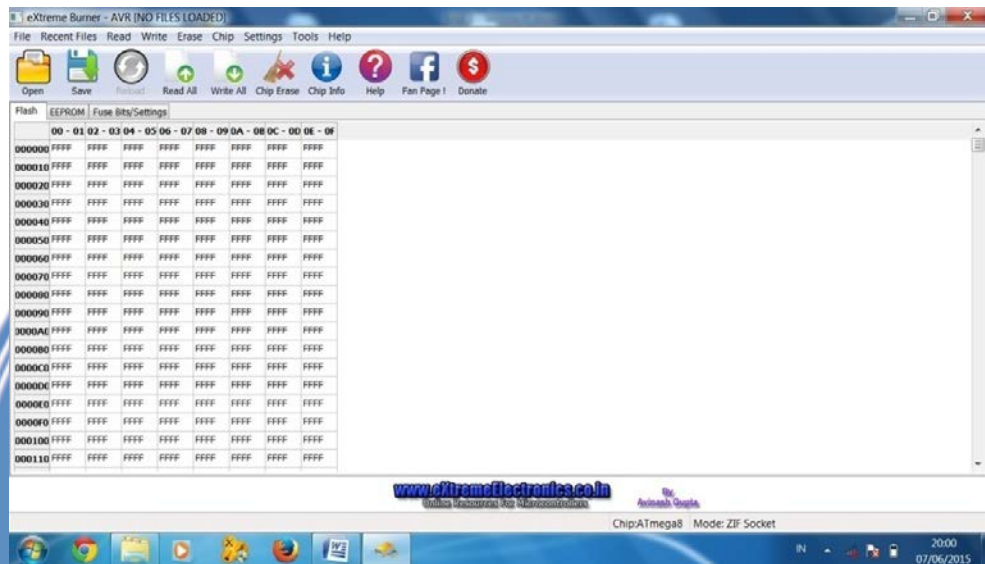 eXtreme Burner - AVR [NO FILES LOADED]
File Recent Files Read Write Erase Chip Settings Tools Help
Open Save Reload Read All Write All Chip Erase Chip Info Help Fan Page ! Donate
Flash EEPROM Fuse Bits/Settings
00 - 01 02 - 03 04 - 05 06 - 07 08 - 09 0A - 0B 0C - 0D 0E - 0F
000000 FFFF FFFF FFFF FFFF FFFF FFFF FFFF FFFF
000010 FFFF FFFF FFFF FFFF FFFF FFFF FFFF FFFF
000020 FFFF FFFF FFFF FFFF FFFF FFFF FFFF FFFF
000030 FFFF FFFF FFFF FFFF FFFF FFFF FFFF FFFF
000040 FFFF FFFF FFFF FFFF FFFF FFFF FFFF FFFF
000050 FFFF FFFF FFFF FFFF FFFF FFFF FFFF FFFF
000060 FFFF FFFF FFFF FFFF FFFF FFFF FFFF FFFF
000070 FFFF FFFF FFFF FFFF FFFF FFFF FFFF FFFF
000080 FFFF FFFF FFFF FFFF FFFF FFFF FFFF FFFF
000090 FFFF FFFF FFFF FFFF FFFF FFFF FFFF FFFF
0000A0 FFFF FFFF FFFF FFFF FFFF FFFF FFFF FFFF
0000B0 FFFF FFFF FFFF FFFF FFFF FFFF FFFF FFFF
0000C0 FFFF FFFF FFFF FFFF FFFF FFFF FFFF FFFF
0000D0 FFFF FFFF FFFF FFFF FFFF FFFF FFFF FFFF
0000E0 FFFF FFFF FFFF FFFF FFFF FFFF FFFF FFFF
0000F0 FFFF FFFF FFFF FFFF FFFF FFFF FFFF FFFF
000100 FFFF FFFF FFFF FFFF FFFF FFFF FFFF FFFF
000110 FFFF FFFF FFFF FFFF FFFF FFFF FFFF FFFF
www.eXtremeElectronics.co.in
Online Resources For Microcontrollers
By
Avinash Gupta
Chip:ATmega8 Mode: ZIF Socket
IN 20:00
07/06/2015